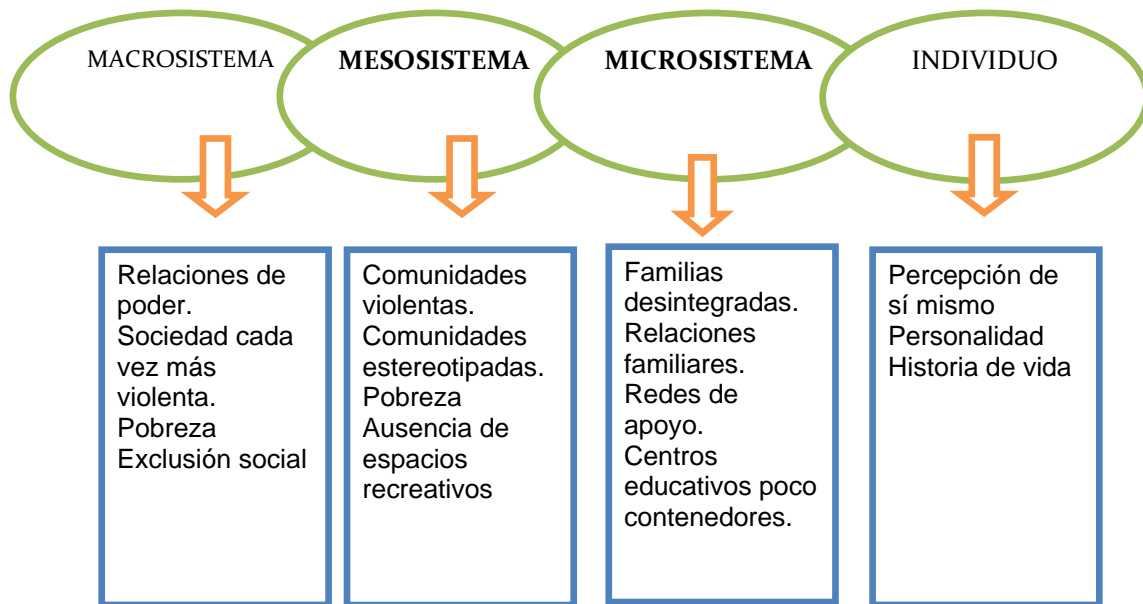 MACROSISTEMA
MESOSISTEMA
MICROSISTEMA
INDIVIDUO
Relaciones de
poder.
Sociedad cada
vez más
violenta.
Pobreza
Exclusión social
Comunidades
violentas.
Comunidades
estereotipadas.
Pobreza
Ausencia de
espacios
recreativos
Familias
desintegradas.
Relaciones
familiares.
Redes de
apoyo.
Centros
educativos poco
contenedores.
Percepción de
sí mismo
Personalidad
Historia de vida